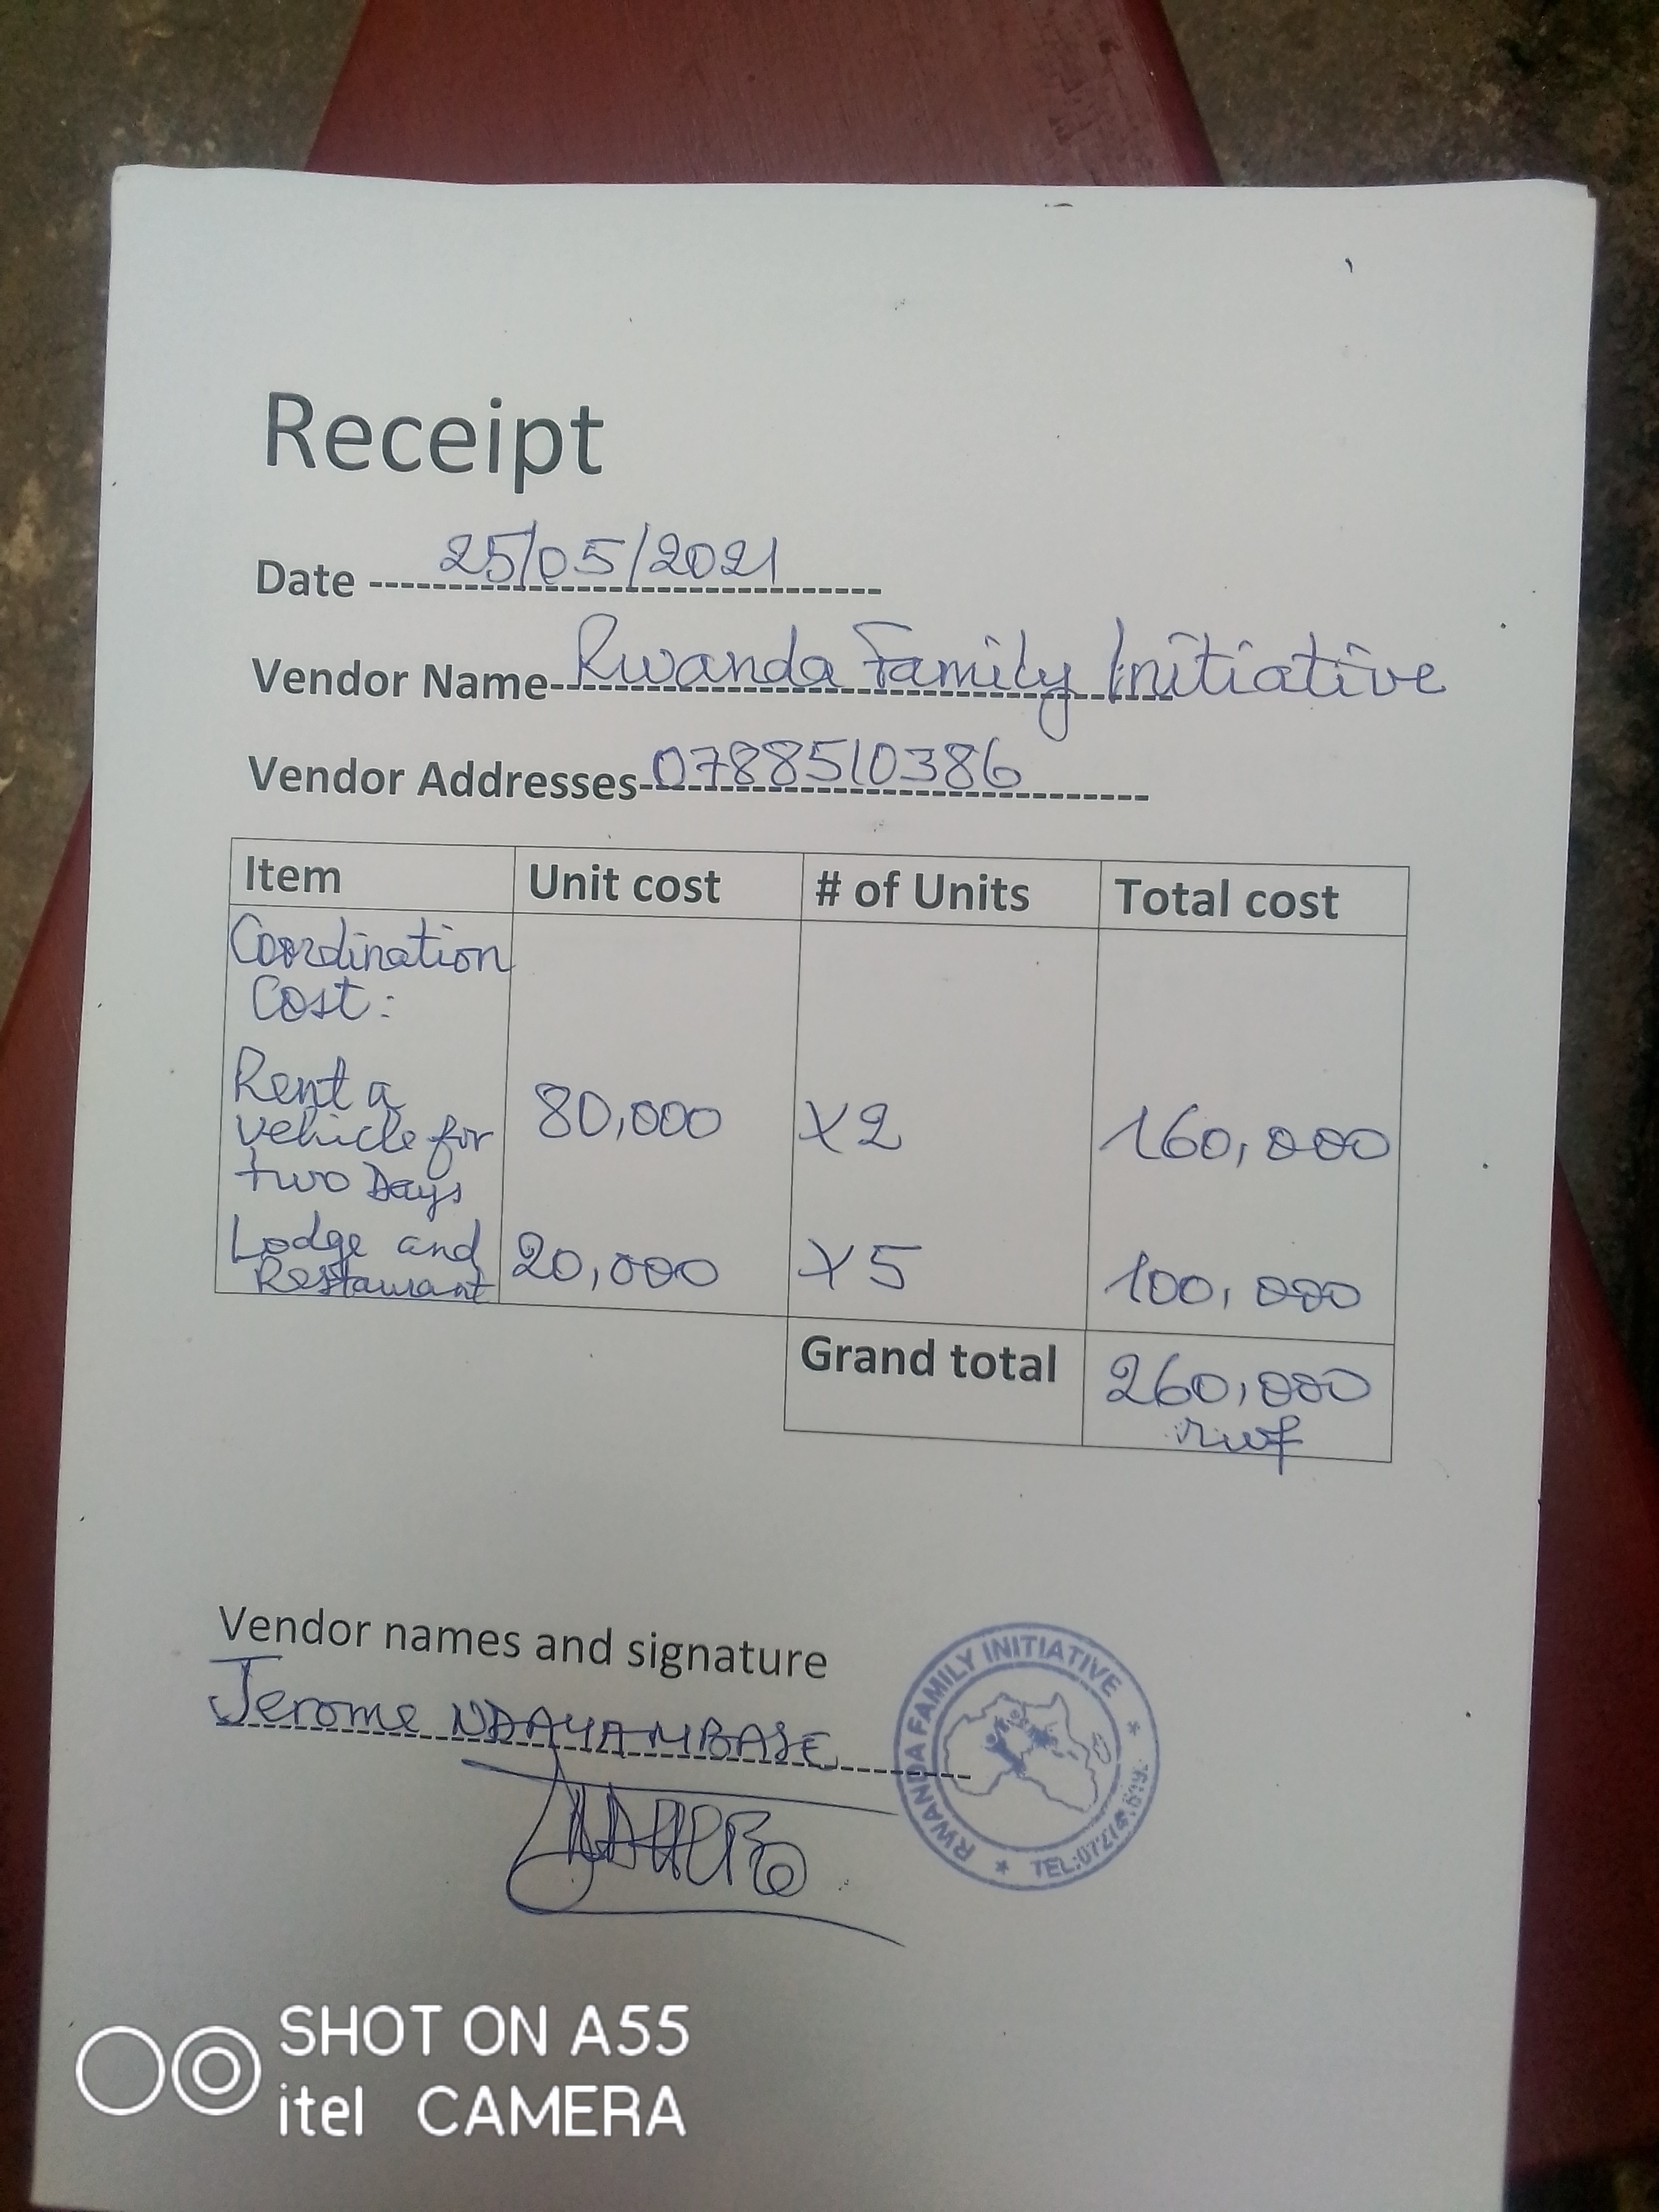 Receipt
Date 25/05/2021
Vendor Name Rwanda Family Initiative
Vendor Addresses 0788510386
Item Unit cost # of Units Total cost
Coordination
Cost:
Rent a
vehicle for
two Days
80,000 X2 160,000
Lodge and
Restaurant
20,000 X5 100,000
Grand total 260,000
rwf
Vendor names and signature
Jerome NDAYAMBAJE
RWANDA FAMILY INITIATIVE
TEL:
SHOT ON A55
itel CAMERA